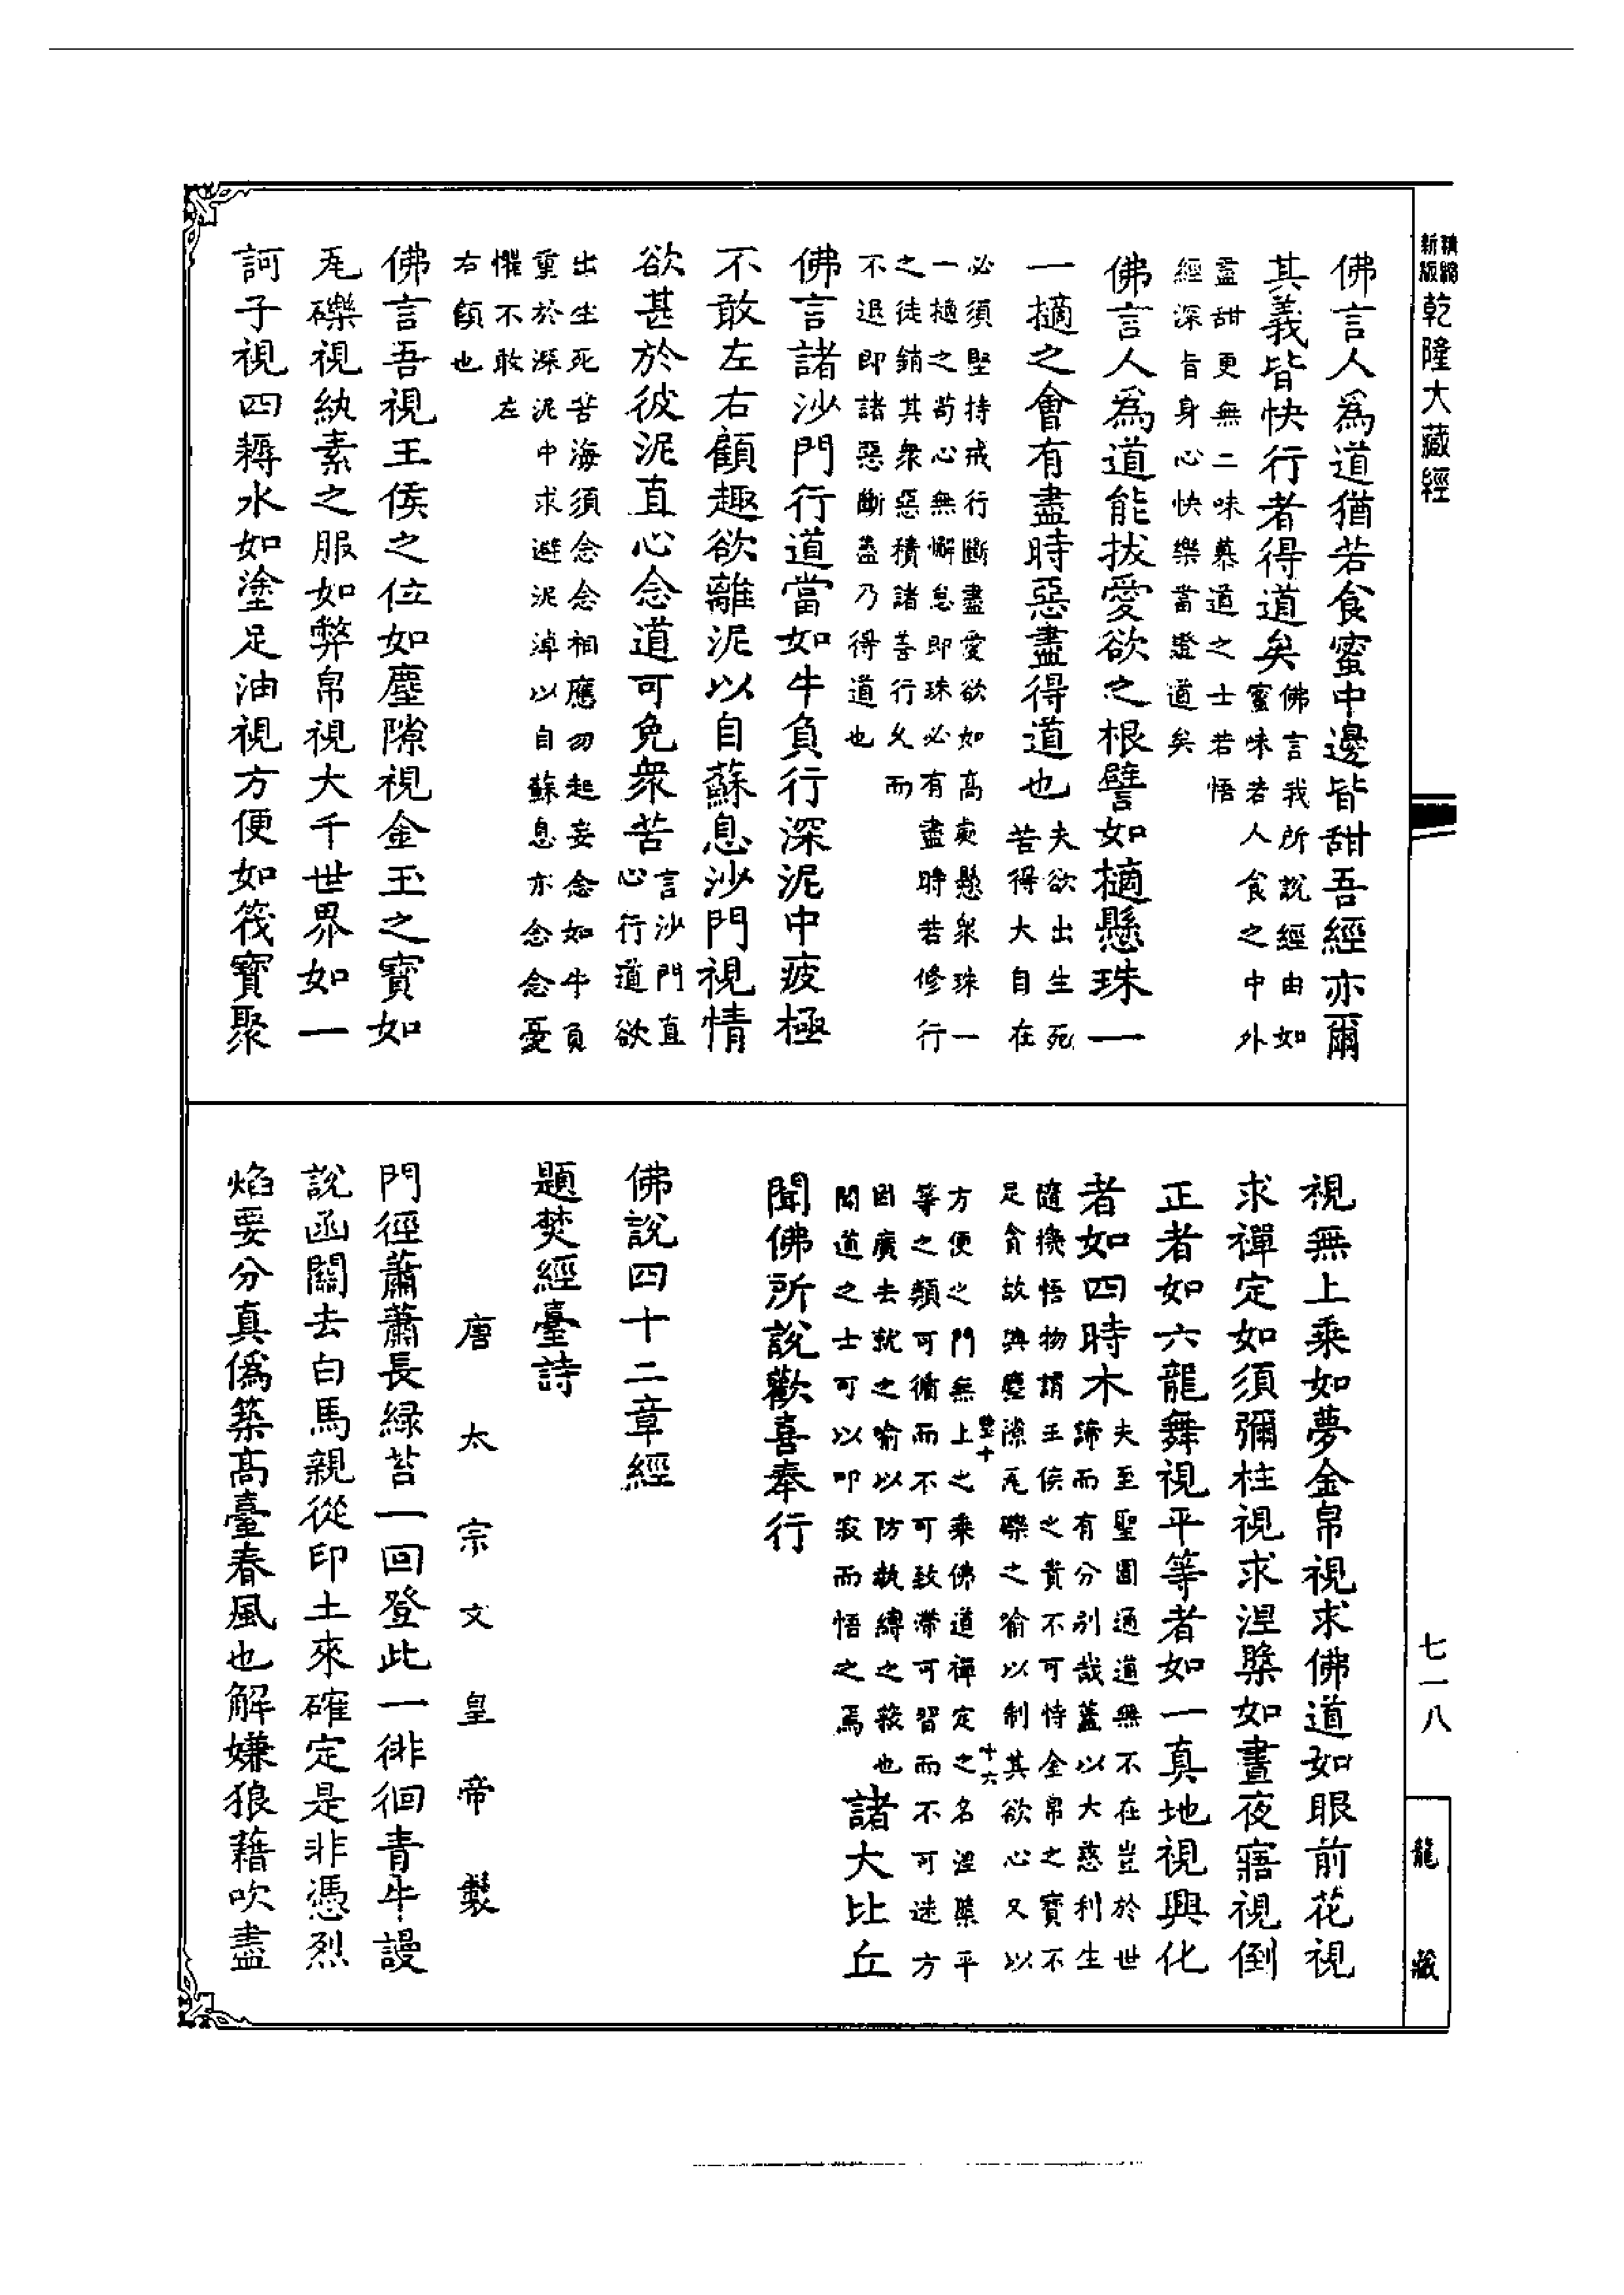 精縮
新版
乾隆大藏經
佛言人爲道猶若食蜜中邊皆甜吾經亦爾
其義皆快行者得道矣
佛言我所說經由如
蜜味若人食之中外
盡甜更無二味慕道之士若悟
經深旨身心快樂當證道矣
佛言人爲道能拔愛欲之根譬如擿懸珠一
一擿之會有盡時惡盡得道也
夫欲出生死
苦得大自在
必須堅持戒行斷盡愛欲如高處懸衆珠一
一擿之苟心無懈怠即珠必有盡時若修行
之徒銷其衆惡積諸善行久而
不退即諸惡斷盡乃得道也
佛言諸沙門行道當如牛負行深泥中疲極
不敢左右顧趣欲離泥以自蘇息沙門視情
欲甚於彼泥直心念道可免衆苦
言沙門直
心行道欲
出生死苦海須念念相應勿起妄念如牛負
重於深泥中求避泥淖以自蘇息亦念念憂
懼不敢左
右顧也
佛言吾視王侯之位如塵隙視金玉之寶如
瓦礫視紈素之服如弊帛視大千世界如一
訶子視四耨水如塗足油視方便如筏寶聚
視無上乘如夢金帛視求佛道如眼前花視
求禪定如須彌柱視求涅槃如晝夜寤視倒
正者如六龍舞視平等者如一真地視興化
者如四時木
夫至聖圓通道無不在豈於世
諦而有分別哉蓋以大慈利生
隨機悟物謂王侯之貴不可恃金帛之寶不
足貪故興塵隙瓦礫之喻以制其欲心又以
方便之門無上之乘佛道禪定之名涅槃平
等之類可循而不可致滯可習而不可迷方
因廣去就之喻以防執縛之疾也
聞道之士可以叩寂而悟之焉
諸大比丘
聞佛所說歡喜奉行
佛說四十二章經
題焚經臺詩
唐太宗文皇帝製
門徑蕭蕭長綠苔一回登此一徘徊青牛謾
說函關去白馬親從印土來確定是非憑烈
焰要分真僞築高臺春風也解嫌狼藉吹盡
七一八
龍藏